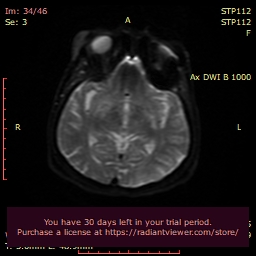 Im: 34/46
Se: 3
A
STP112
STP112
F
Ax DWI B 1000
R
L
You have 30 days left in your trial period.
Purchase a license at https://radiantviewer.com/store/